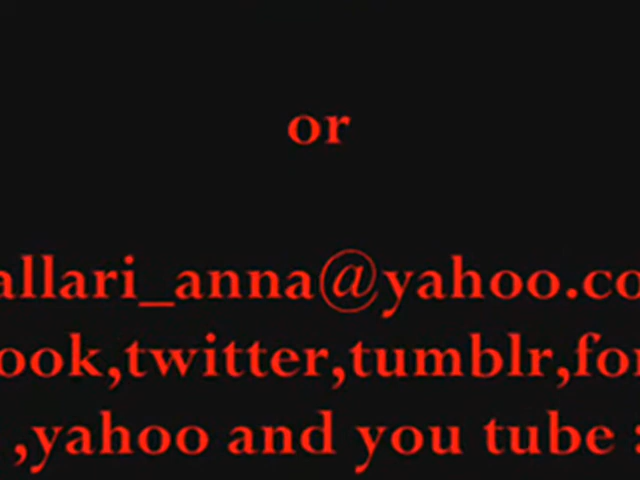 or
allari_anna@yahoo.co
ook,twitter,tumblr,for
,yahoo and you tube :